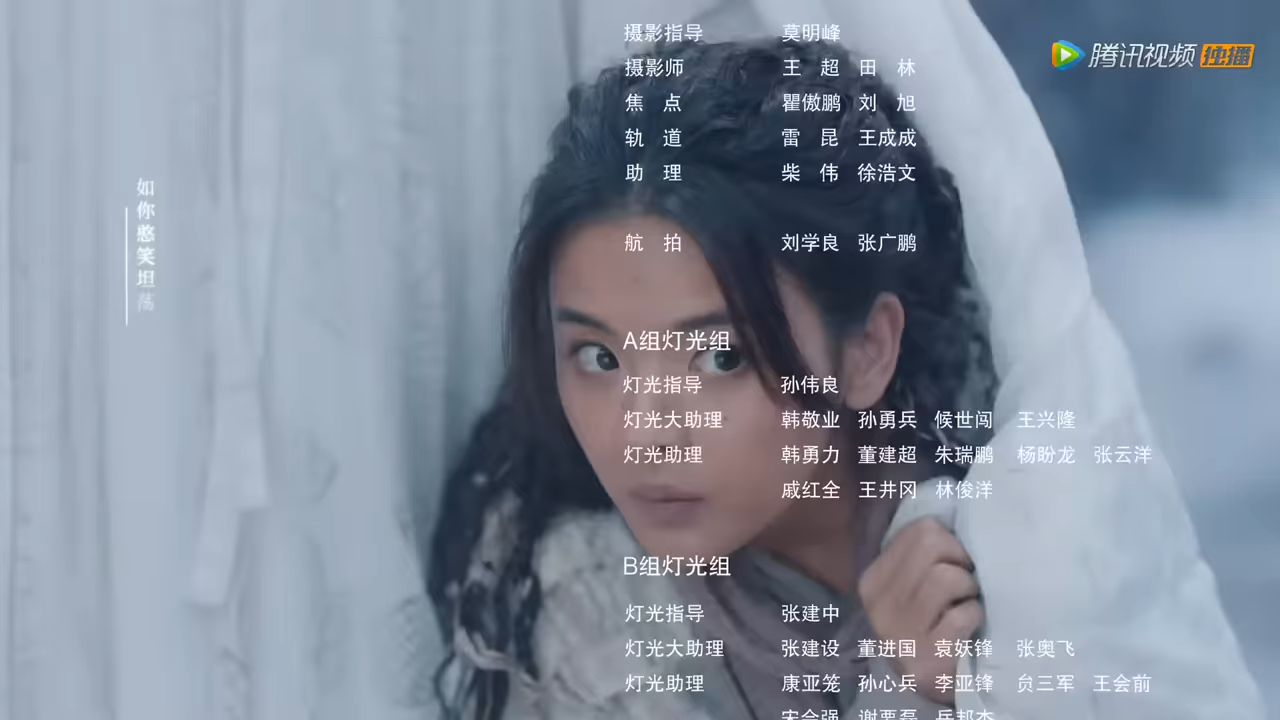 摄影指导 莫明峰
摄影师 王 超 田 林
焦 点 瞿傲鹏 刘 旭
轨 道 雷 昆 王成成
助 理 柴 伟 徐浩文
航 拍 刘学良 张广鹏
A组灯光组
灯光指导 孙伟良
灯光大助理 韩敬业 孙勇兵 候世闯 王兴隆
灯光助理 韩勇力 董建超 朱瑞鹏 杨盼龙 张云洋
戚红全 王井冈 林俊洋
B组灯光组
灯光指导 张建中
灯光大助理 张建设 董进国 袁妖锋 张奥飞
灯光助理 康亚笼 孙心兵 李亚锋 贠三军 王会前
腾讯视频 独播
如你憨笑坦荡